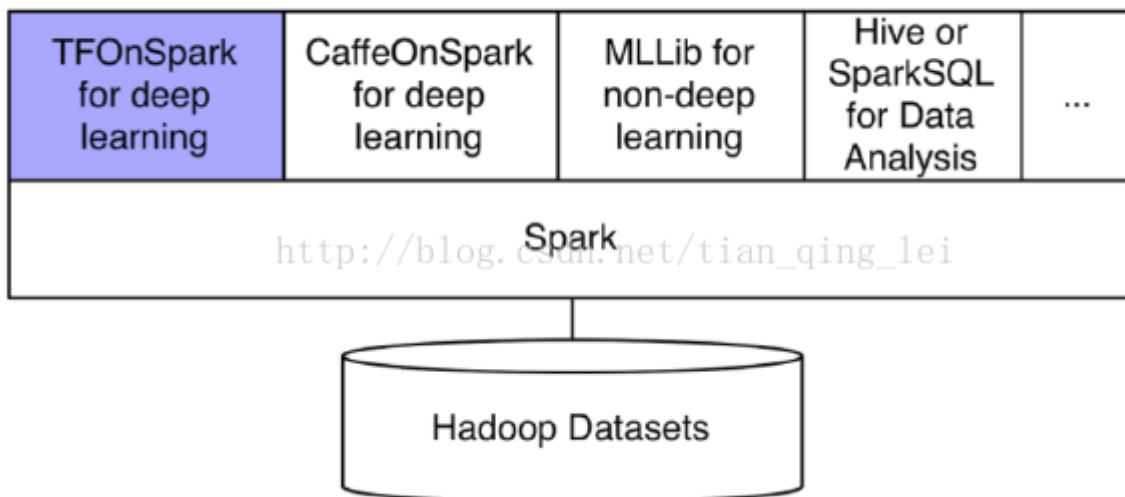 TFOnSpark
for deep
learning
CaffeOnSpark
for deep
learning
MLLib for
non-deep
learning
Hive or
SparkSQL
for Data
Analysis
...
Spark
http://blog.csdn.net/tian_qing_lei
Hadoop Datasets